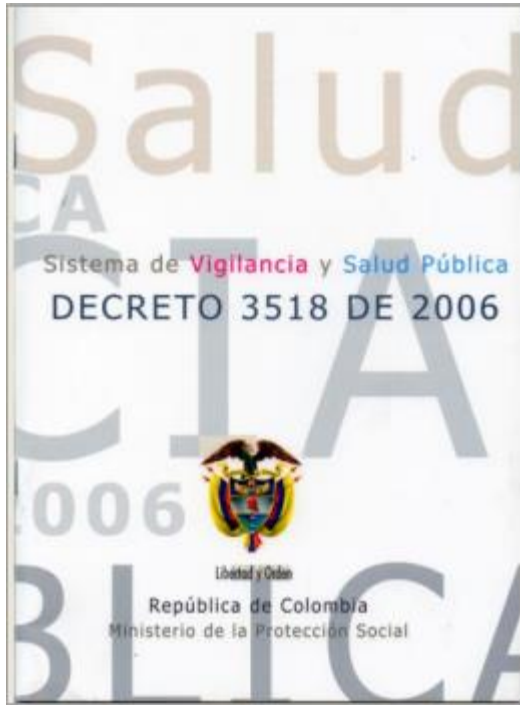 Salud
CA
CIA
Sistema de Vigilancia y Salud Pública
DECRETO 3518 DE 2006
2006
Libertad y Orden
República de Colombia
Ministerio de la Protección Social
BLICA